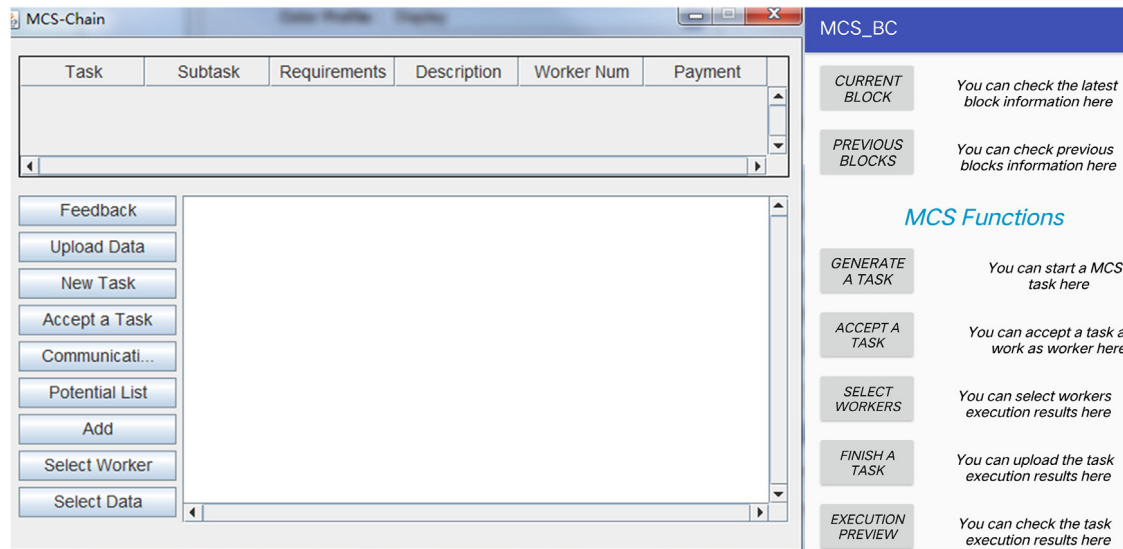 MCS-Chain
Color Profile: Display
Task Subtask Requirements Description Worker Num Payment
Feedback
Upload Data
New Task
Accept a Task
Communicati...
Potential List
Add
Select Worker
Select Data
MCS_BC
CURRENT
BLOCK
You can check the latest
block information here
PREVIOUS
BLOCKS
You can check previous
blocks information here
MCS Functions
GENERATE
A TASK
You can start a MCS
task here
ACCEPT A
TASK
You can accept a task a
work as worker here
SELECT
WORKERS
You can select workers
execution results here
FINISH A
TASK
You can upload the task
execution results here
EXECUTION
PREVIEW
You can check the task
execution results here